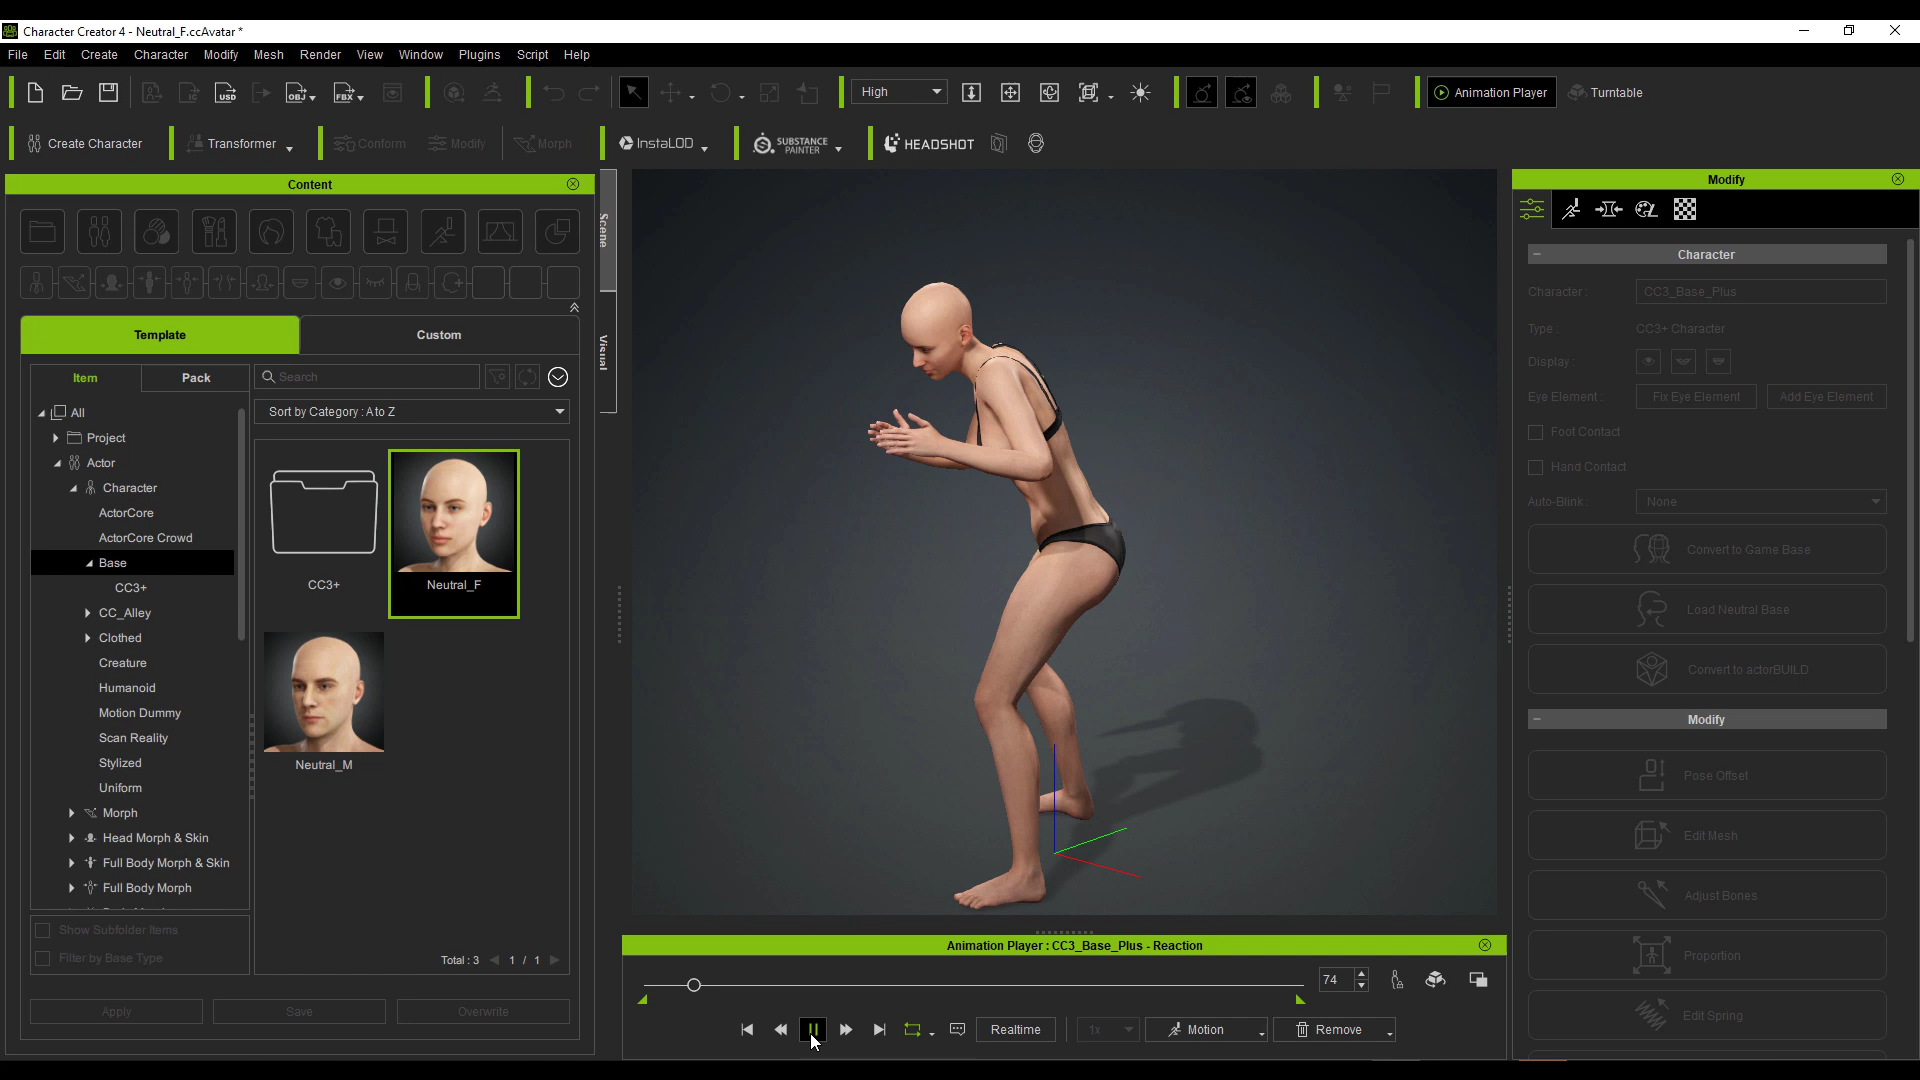 Character Creator 4 - Neutral_F.ccAvatar *
File Edit Create Character Modify Mesh Render View Window Plugins Script Help
USD OBJ FBX High Animation Player Turntable
Create Character Transformer Conform Modify Morph InstaLOD SUBSTANCE PAINTER HEADSHOT
Content
Template Custom
Item Pack Search
Sort by Category : A to Z
All
Project
Actor
Character
ActorCore
ActorCore Crowd
Base
CC3+
CC_Alley
Clothed
Creature
Humanoid
Motion Dummy
Scan Reality
Stylized
Uniform
Morph
Head Morph & Skin
Full Body Morph & Skin
Full Body Morph
Show Subfolder Items
Filter by Base Type
CC3+
Neutral_F
Neutral_M
Total : 3 1 / 1
Apply Save Overwrite
Scene
Visual
Animation Player : CC3_Base_Plus - Reaction
74
Realtime 1x Motion Remove
Modify
Character
Character : CC3_Base_Plus
Type : CC3+ Character
Display :
Eye Element : Fix Eye Element Add Eye Element
Foot Contact
Hand Contact
Auto-Blink : None
Convert to Game Base
Load Neutral Base
Convert to actorBUILD
Modify
Pose Offset
Edit Mesh
Adjust Bones
Proportion
Edit Spring